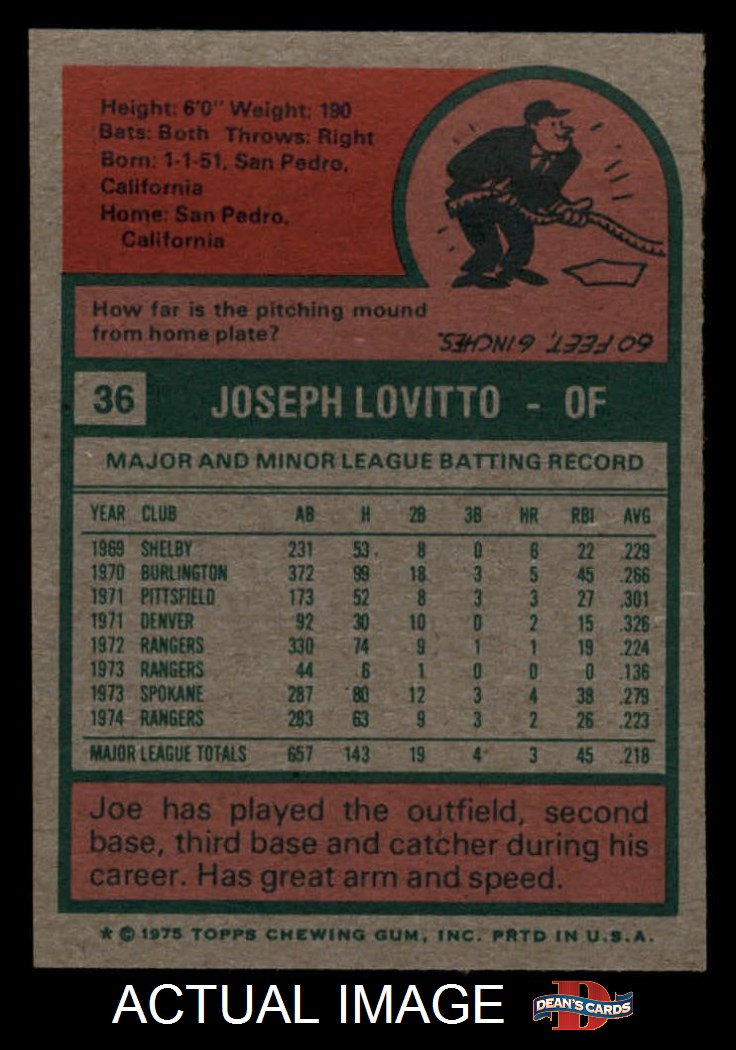 Height: 6'0" Weight: 190
Bats: Both Throws: Right
Born: 1-1-51, San Pedro,
California
Home: San Pedro,
California
How far is the pitching mound
from home plate?
60 FEET, 6 INCHES.
36 JOSEPH LOVITTO - OF
MAJOR AND MINOR LEAGUE BATTING RECORD
YEAR CLUB AB H 2B 3B HR RBI AVG
1969 SHELBY 231 53 8 0 6 22 .229
1970 BURLINGTON 372 99 18 3 5 45 .266
1971 PITTSFIELD 173 52 8 3 3 27 .301
1971 DENVER 92 30 10 0 2 15 .326
1972 RANGERS 330 74 9 1 1 19 .224
1973 RANGERS 44 6 1 0 0 0 .136
1973 SPOKANE 287 80 12 3 4 38 .279
1974 RANGERS 283 63 9 3 2 26 .223
MAJOR LEAGUE TOTALS 657 143 19 4 3 45 .218
Joe has played the outfield, second
base, third base and catcher during his
career. Has great arm and speed.
* © 1975 TOPPS CHEWING GUM, INC. PRTD IN U.S.A.
ACTUAL IMAGE D DEAN'S CARDS